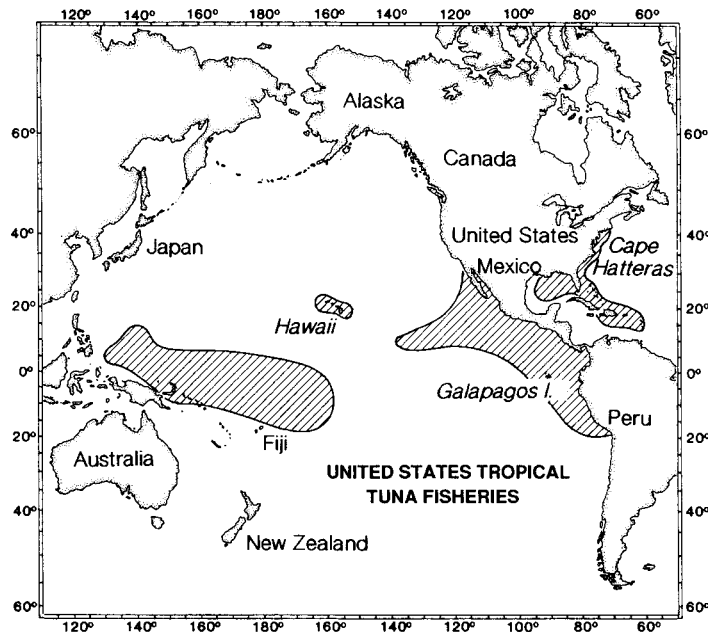 120° 140° 160° 180° 160° 140° 120° 100° 80° 60°
Alaska
60° 60°
Canada
40° 40°
United States
Cape
Japan
Mexico
Hatteras
20° 20°
Hawaii
0° 0°
Galapagos I.
Peru
20° 20°
Fiji
Australia
UNITED STATES TROPICAL
TUNA FISHERIES
40° 40°
New Zealand
60° 60°
120° 140° 160° 180° 160° 140° 120° 100° 80° 60°